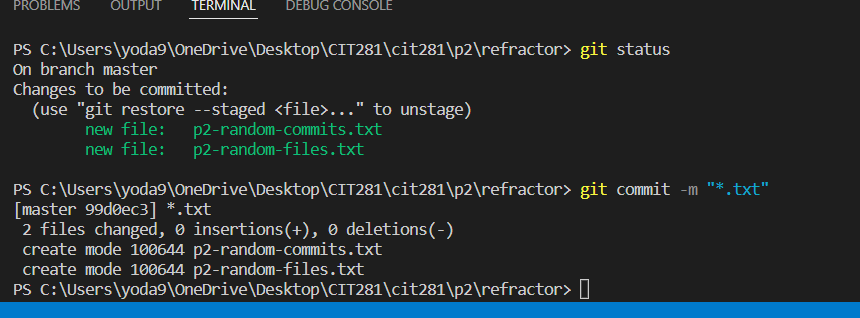 PROBLEMS OUTPUT TERMINAL DEBUG CONSOLE
PS C:\Users\yoda9\OneDrive\Desktop\CIT281\cit281\p2\refractor> git status
On branch master
Changes to be committed:
  (use "git restore --staged <file>..." to unstage)
        new file:   p2-random-commits.txt
        new file:   p2-random-files.txt
PS C:\Users\yoda9\OneDrive\Desktop\CIT281\cit281\p2\refractor> git commit -m "*.txt"
[master 99d0ec3] *.txt
 2 files changed, 0 insertions(+), 0 deletions(-)
 create mode 100644 p2-random-commits.txt
 create mode 100644 p2-random-files.txt
PS C:\Users\yoda9\OneDrive\Desktop\CIT281\cit281\p2\refractor>